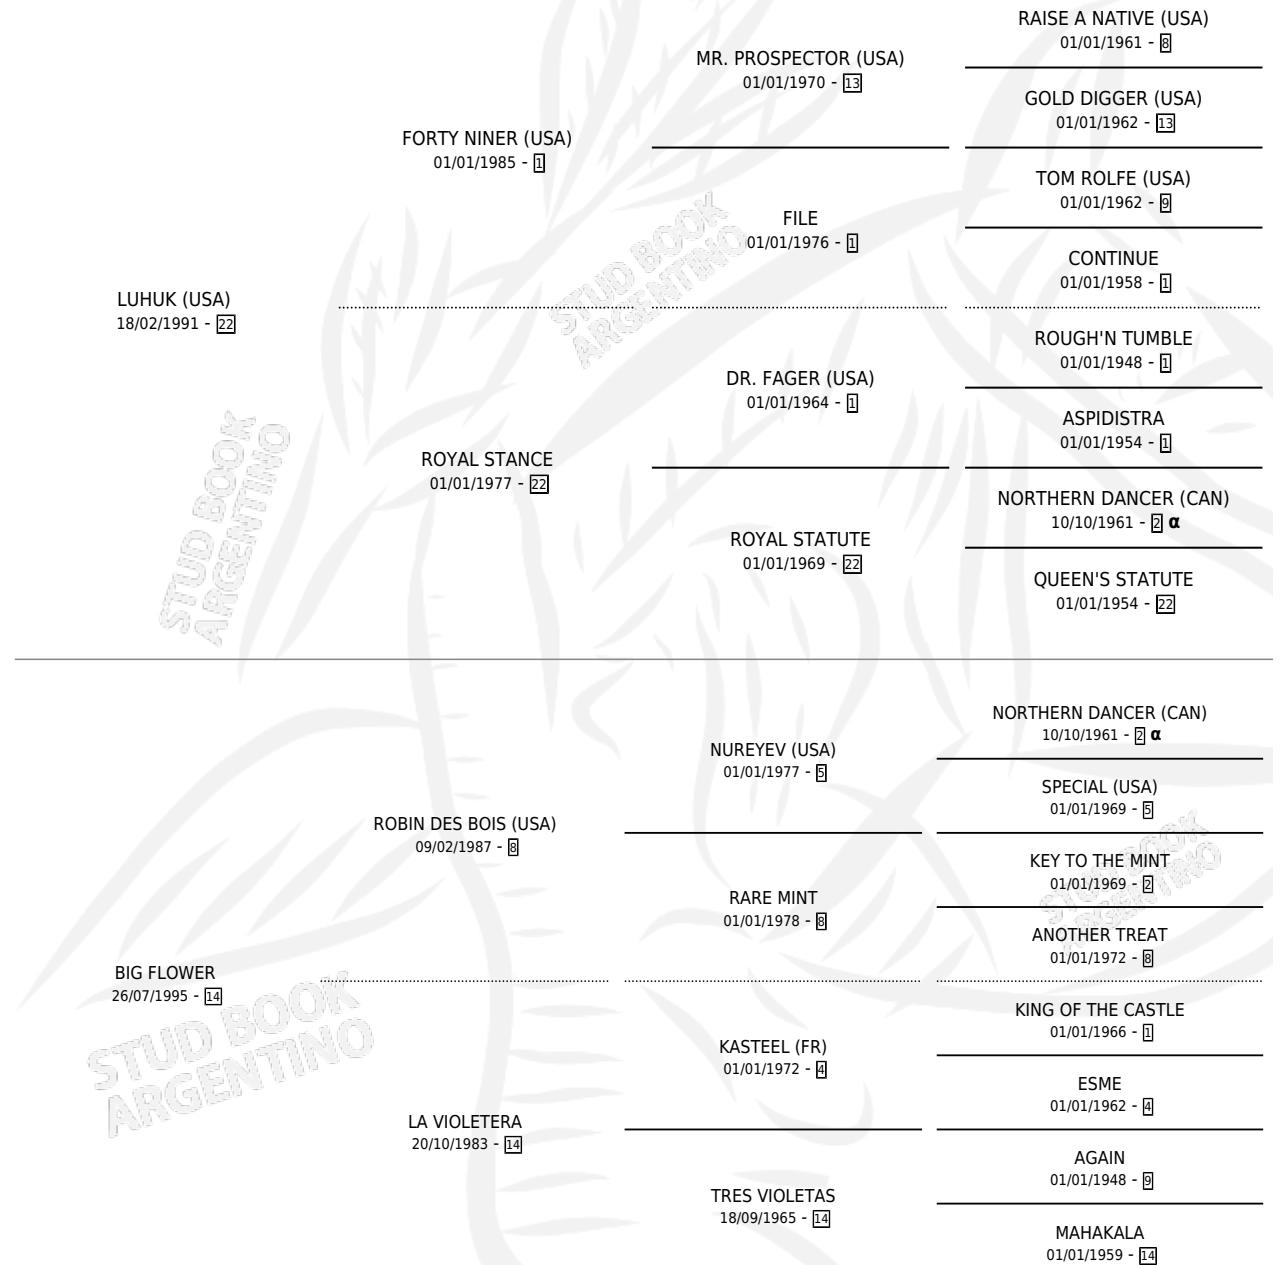 RAISE A NATIVE (USA)
01/01/1961 - 8
MR. PROSPECTOR (USA)
01/01/1970 - 13
GOLD DIGGER (USA)
01/01/1962 - 13
FORTY NINER (USA)
01/01/1985 - 1
TOM ROLFE (USA)
01/01/1962 - 9
FILE
01/01/1976 - 1
CONTINUE
01/01/1958 - 1
LUHUK (USA)
18/02/1991 - 22
STUD BOOK
ARGENTINO
ROUGH'N TUMBLE
01/01/1948 - 1
DR. FAGER (USA)
01/01/1964 - 1
ASPIDISTRA
01/01/1954 - 1
ROYAL STANCE
01/01/1977 - 22
NORTHERN DANCER (CAN)
10/10/1961 - 2 α
ROYAL STATUTE
01/01/1969 - 22
QUEEN'S STATUTE
01/01/1954 - 22
STUD BOOK
ARGENTINO
NORTHERN DANCER (CAN)
10/10/1961 - 2 α
NUREYEV (USA)
01/01/1977 - 5
SPECIAL (USA)
01/01/1969 - 5
ROBIN DES BOIS (USA)
09/02/1987 - 8
KEY TO THE MINT
01/01/1969 - 2
RARE MINT
01/01/1978 - 8
STUD BOOK
ARGENTINO
ANOTHER TREAT
01/01/1972 - 8
BIG FLOWER
26/07/1995 - 14
STUD BOOK
ARGENTINO
KING OF THE CASTLE
01/01/1966 - 1
KASTEEL (FR)
01/01/1972 - 4
ESME
01/01/1962 - 4
LA VIOLETERA
20/10/1983 - 14
AGAIN
01/01/1948 - 9
TRES VIOLETAS
18/09/1965 - 14
MAHAKALA
01/01/1959 - 14